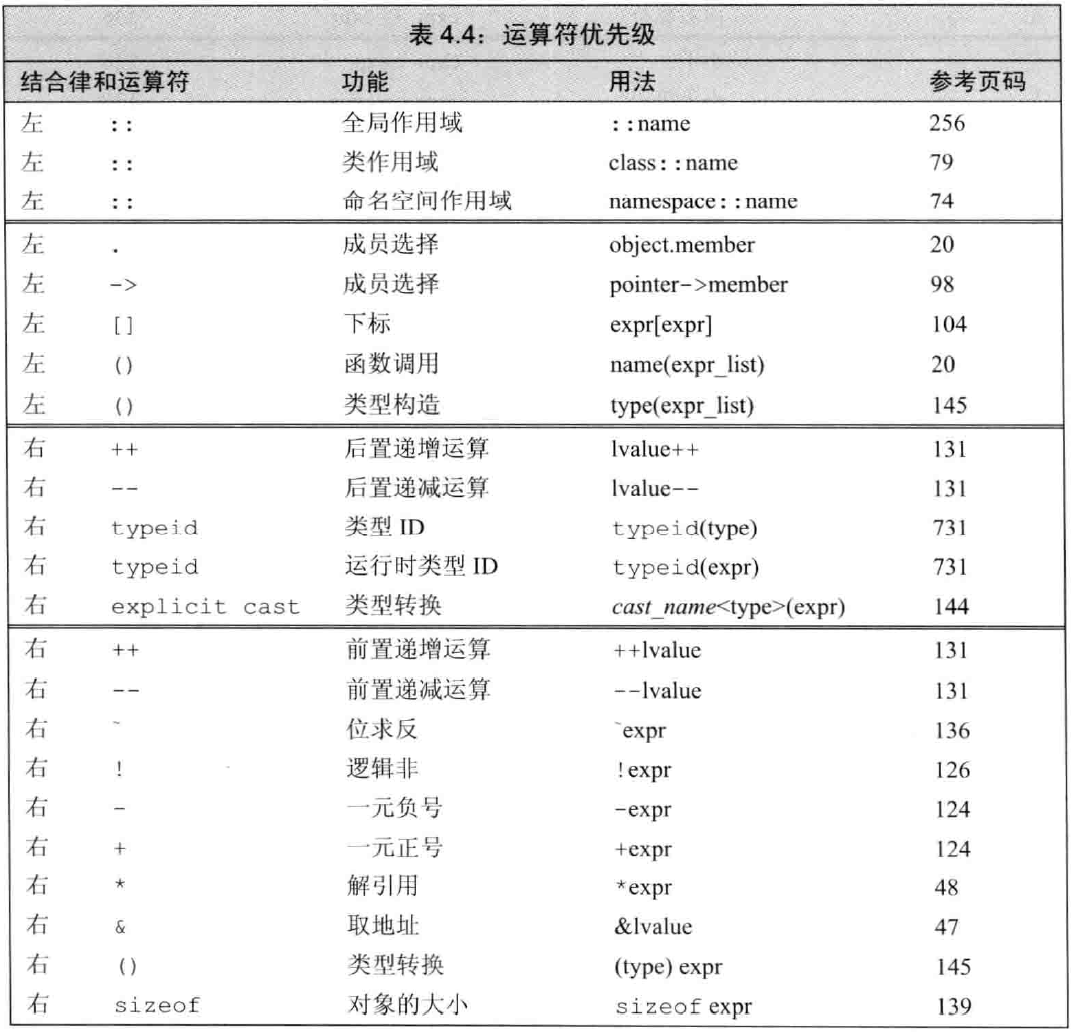 表 4.4：运算符优先级
结合律和运算符 功能 用法 参考页码
左 :: 全局作用域 ::name 256
左 :: 类作用域 class::name 79
左 :: 命名空间作用域 namespace::name 74
左 . 成员选择 object.member 20
左 -> 成员选择 pointer->member 98
左 [] 下标 expr[expr] 104
左 () 函数调用 name(expr_list) 20
左 () 类型构造 type(expr_list) 145
右 ++ 后置递增运算 lvalue++ 131
右 -- 后置递减运算 lvalue-- 131
右 typeid 类型 ID typeid(type) 731
右 typeid 运行时类型 ID typeid(expr) 731
右 explicit cast 类型转换 cast_name<type>(expr) 144
右 ++ 前置递增运算 ++lvalue 131
右 -- 前置递减运算 --lvalue 131
右 ~ 位求反 ~expr 136
右 ! 逻辑非 !expr 126
右 - 一元负号 -expr 124
右 + 一元正号 +expr 124
右 * 解引用 *expr 48
右 & 取地址 &lvalue 47
右 () 类型转换 (type) expr 145
右 sizeof 对象的大小 sizeof expr 139